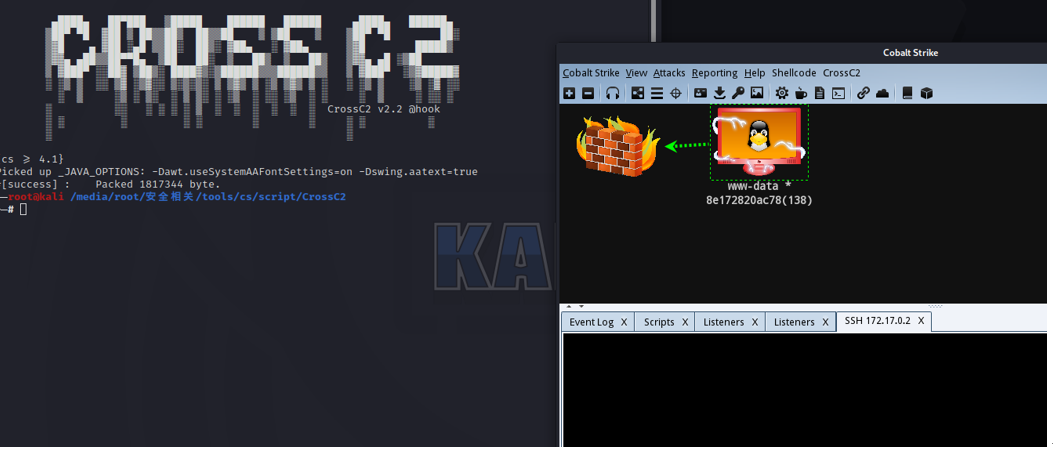 CROSS C2
CrossC2 v2.2 @hook
cs ⩾ 4.1}
Picked up _JAVA_OPTIONS: -Dawt.useSystemAAFontSettings=on -Dswing.aatext=true
[success] : Packed 1817344 byte.
root@kali /media/root/安全相关/tools/cs/script/CrossC2
#
KA
Cobalt Strike
Cobalt Strike View Attacks Reporting Help Shellcode CrossC2
www-data *
8e172820ac78(138)
Event Log X Scripts X Listeners X Listeners X SSH 172.17.0.2 X